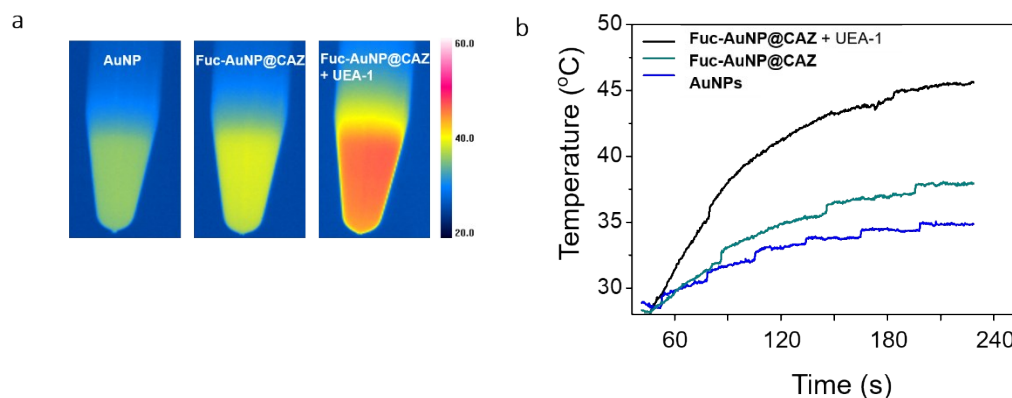 a
AuNP
Fuc-AuNP@CAZ
Fuc-AuNP@CAZ
+ UEA-1
60.0
40.0
20.0
b
50
45
40
35
30
Temperature (°C)
Fuc-AuNP@CAZ + UEA-1
Fuc-AuNP@CAZ
AuNPs
60
120
180
240
Time (s)